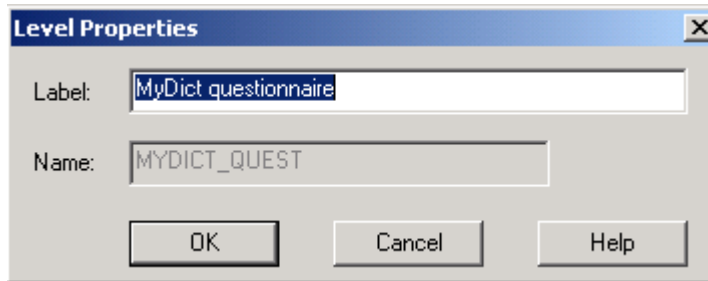 Level Properties
Label: MyDict questionnaire
Name: MYDICT_QUEST
OK Cancel Help